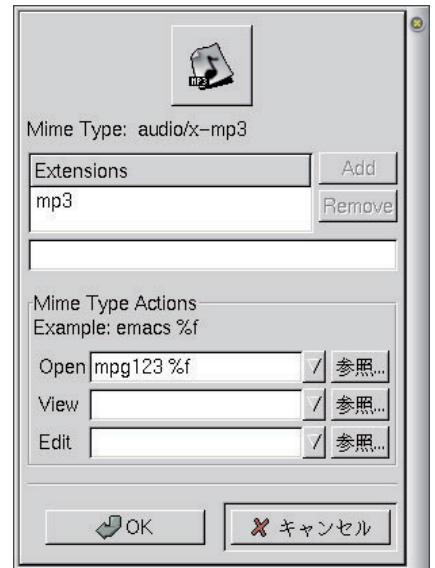 MP3
Mime Type: audio/x-mp3
Extensions
Add
mp3
Remove
Mime Type Actions
Example: emacs %f
Open mpg123 %f 参照...
View 参照...
Edit 参照...
OK キャンセル